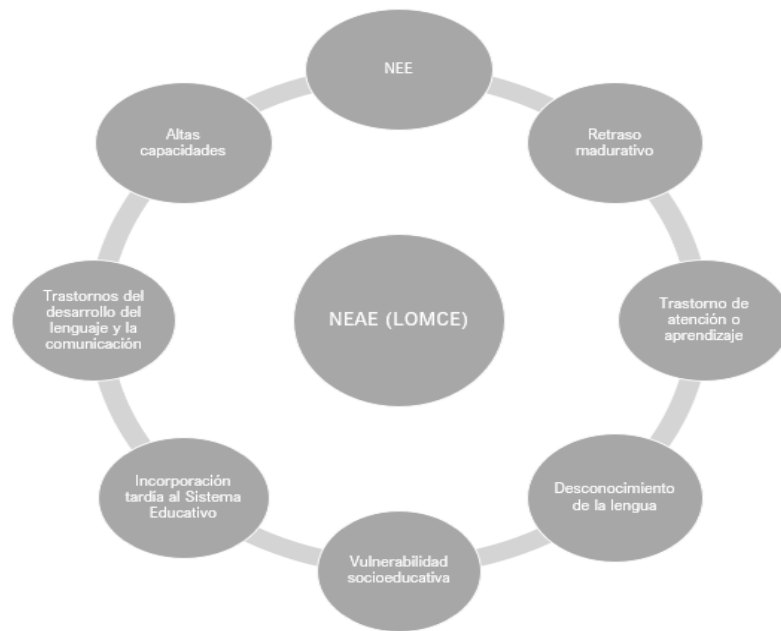 NEE
Altas
capacidades
Retraso
madurativo
Trastornos del
desarrollo del
lenguaje y la
comunicación
NEAE (LOMCE)
Trastorno de
atención o
aprendizaje
Incorporación
tardía al Sistema
Educativo
Desconocimiento
de la lengua
Vulnerabilidad
socioeducativa